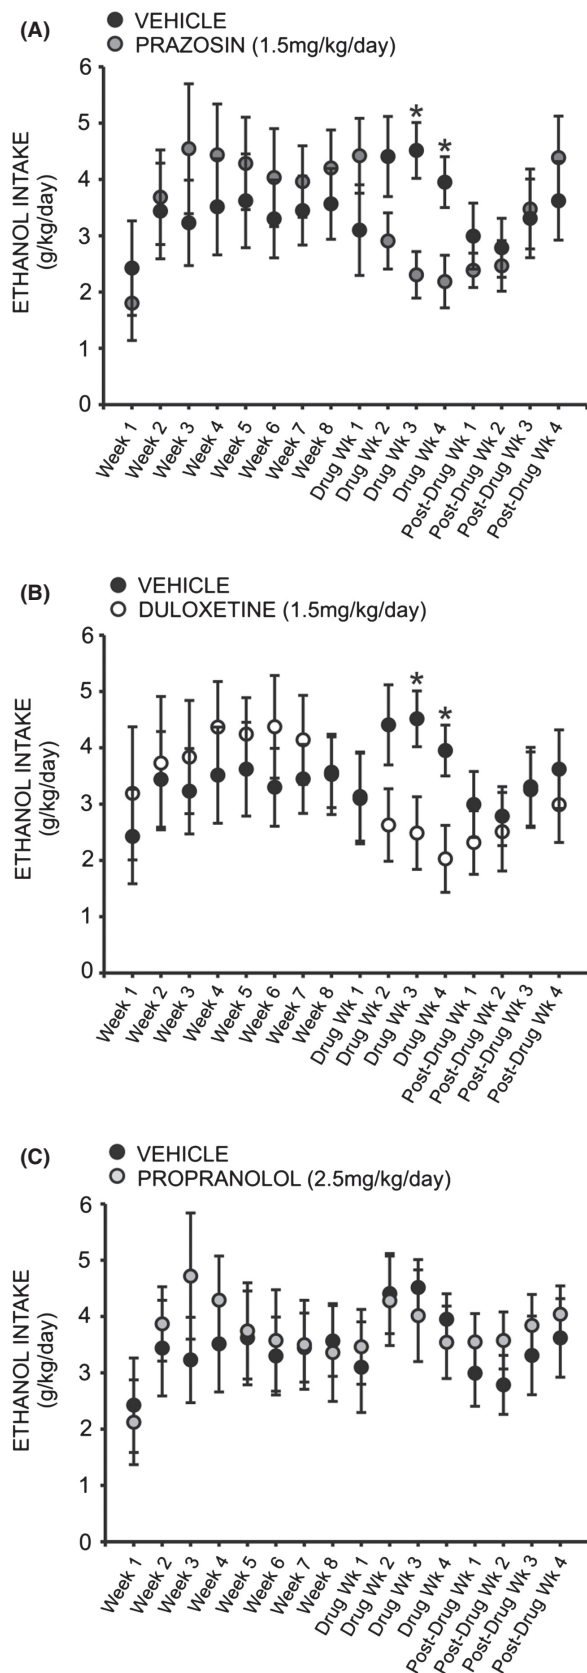 (A)
VEHICLE
PRAZOSIN (1.5mg/kg/day)
ETHANOL INTAKE
(g/kg/day)
6
5
4
3
2
1
0
*
*
Week 1
Week 2
Week 3
Week 4
Week 5
Week 6
Week 7
Week 8
Drug Wk 1
Drug Wk 2
Drug Wk 3
Drug Wk 4
Post-Drug Wk 1
Post-Drug Wk 2
Post-Drug Wk 3
Post-Drug Wk 4
(B)
VEHICLE
DULOXETINE (1.5mg/kg/day)
ETHANOL INTAKE
(g/kg/day)
6
5
4
3
2
1
0
*
*
Week 1
Week 2
Week 3
Week 4
Week 5
Week 6
Week 7
Week 8
Drug Wk 1
Drug Wk 2
Drug Wk 3
Drug Wk 4
Post-Drug Wk 1
Post-Drug Wk 2
Post-Drug Wk 3
Post-Drug Wk 4
(C)
VEHICLE
PROPRANOLOL (2.5mg/kg/day)
ETHANOL INTAKE
(g/kg/day)
6
5
4
3
2
1
0
Week 1
Week 2
Week 3
Week 4
Week 5
Week 6
Week 7
Week 8
Drug Wk 1
Drug Wk 2
Drug Wk 3
Drug Wk 4
Post-Drug Wk 1
Post-Drug Wk 2
Post-Drug Wk 3
Post-Drug Wk 4